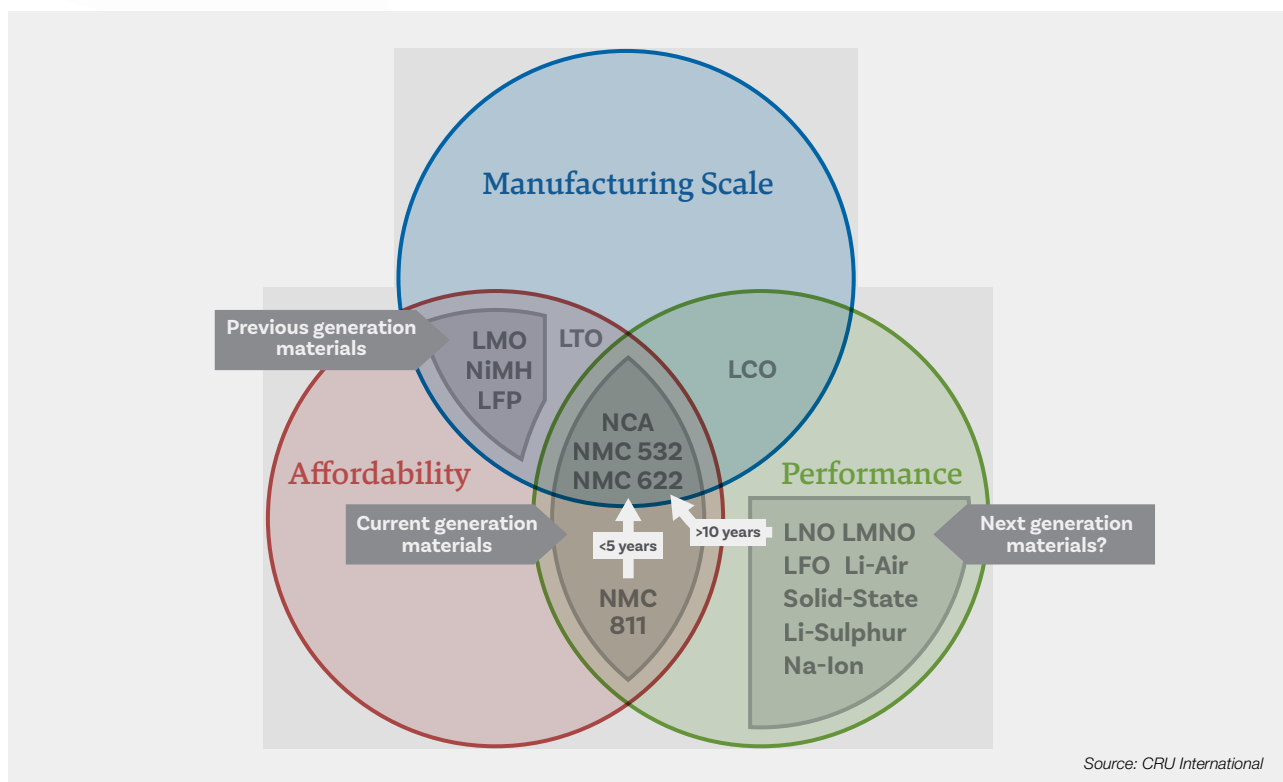 Manufacturing Scale
Previous generation
materials
LMO
NiMH
LFP
LTO
LCO
NCA
NMC 532
NMC 622
Affordability
Performance
Current generation
materials
<5 years
>10 years
NMC
811
LNO LMNO
LFO Li-Air
Solid-State
Li-Sulphur
Na-Ion
Next generation
materials?
Source: CRU International